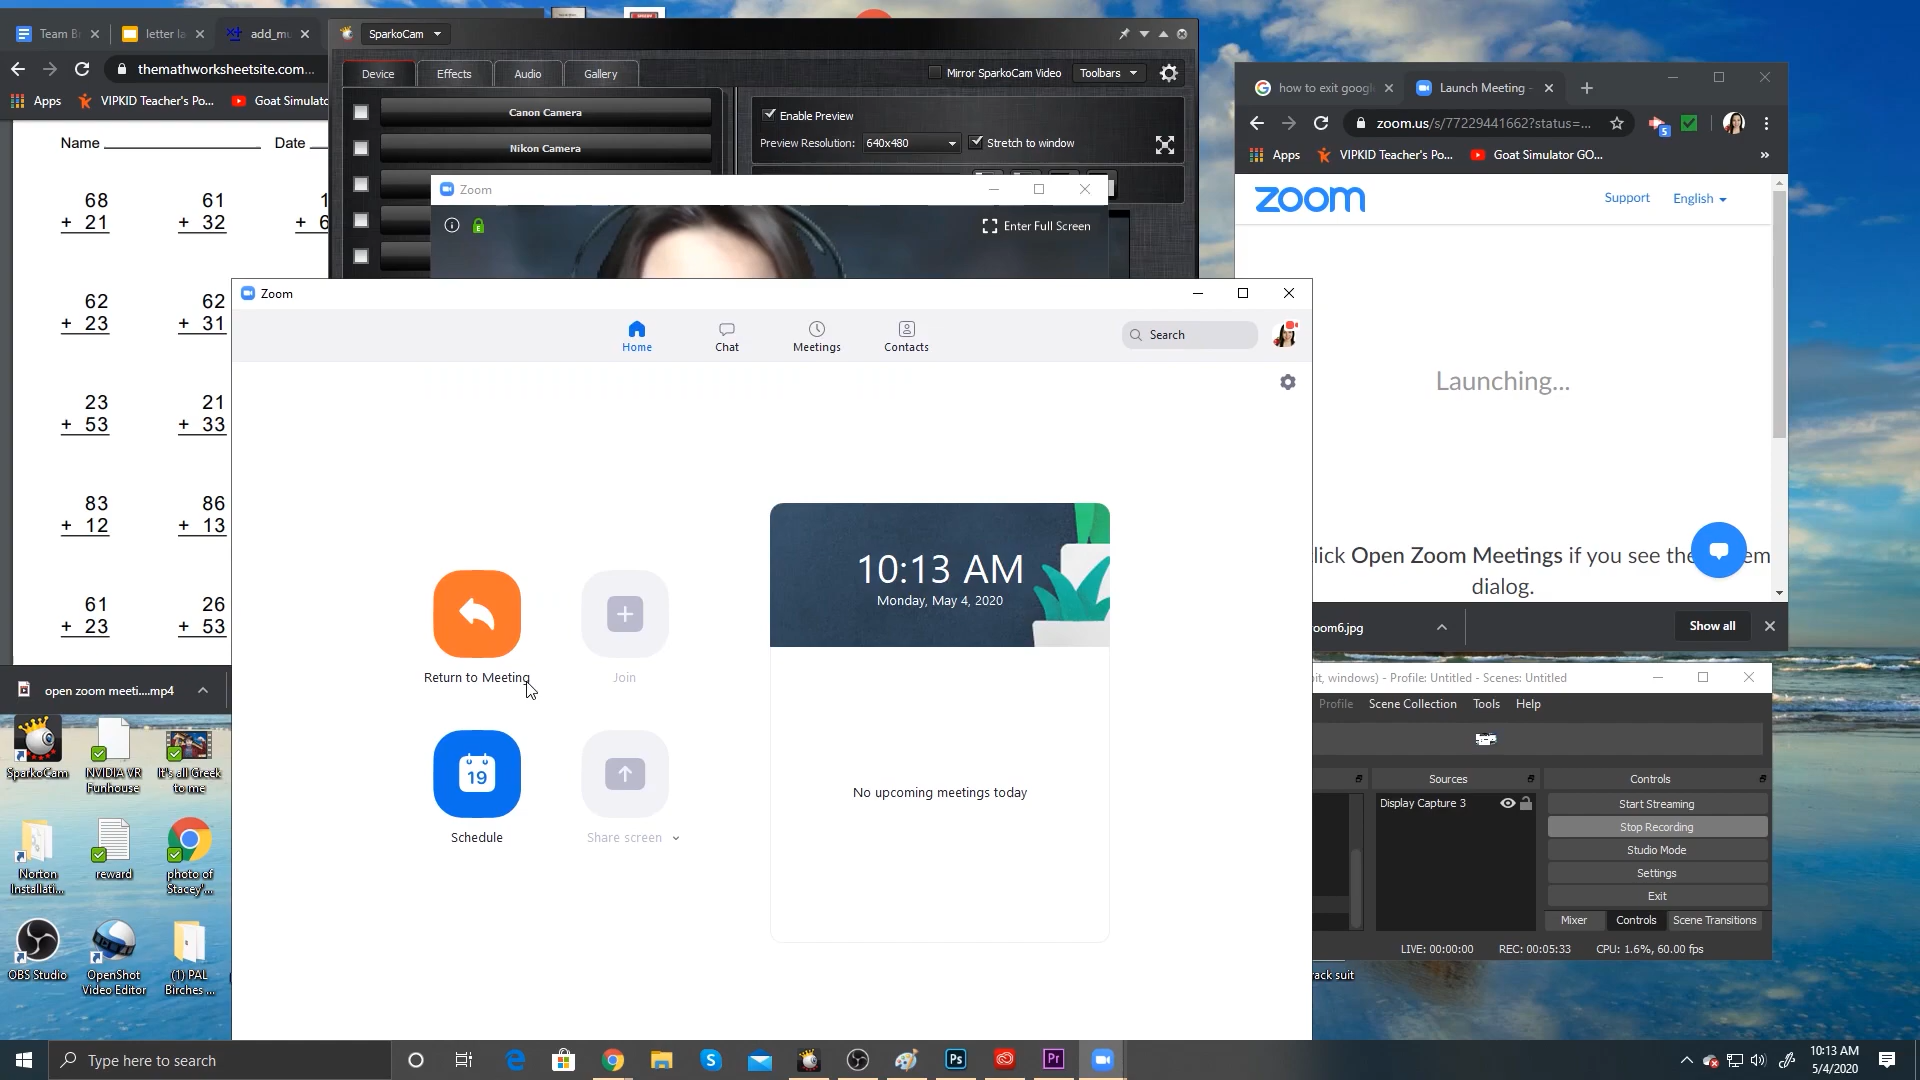 Team B
letter la
add_mu
themathworksheetsite.com...
Apps
VIPKID Teacher's Po...
Goat Simulato
Name
Date
68
+ 21
61
+ 32
1
+ 6
62
+ 23
62
+ 31
23
+ 53
21
+ 33
83
+ 12
86
+ 13
61
+ 23
26
+ 53
open zoom meeti....mp4
SparkoCam
Device
Effects
Audio
Gallery
Mirror SparkoCam Video
Toolbars
Canon Camera
Nikon Camera
Enable Preview
Preview Resolution:
640x480
Stretch to window
Zoom
Enter Full Screen
Zoom
Home
Chat
Meetings
Contacts
Search
Return to Meeting
Join
Schedule
19
Share screen
10:13 AM
Monday, May 4, 2020
No upcoming meetings today
how to exit googl
Launch Meeting -
zoom.us/s/77229441662?status=...
5
Apps
VIPKID Teacher's Po...
Goat Simulator GO...
»
zoom
Support
English
Launching...
lick Open Zoom Meetings if you see the
em
dialog.
oom6.jpg
Show all
it, windows) - Profile: Untitled - Scenes: Untitled
Profile
Scene Collection
Tools
Help
Sources
Controls
Display Capture 3
Start Streaming
Stop Recording
Studio Mode
Settings
Exit
Mixer
Controls
Scene Transitions
LIVE: 00:00:00
REC: 00:05:33
CPU: 1.6%, 60.00 fps
rack suit
SparkoCam
NVIDIA VR
Funhouse
It's all Greek
to me
Norton
Installati...
reward
photo of
Stacey'...
OBS Studio
OpenShot
Video Editor
(1) PAL
Birches ...
Type here to search
Ps
Pr
10:13 AM
5/4/2020